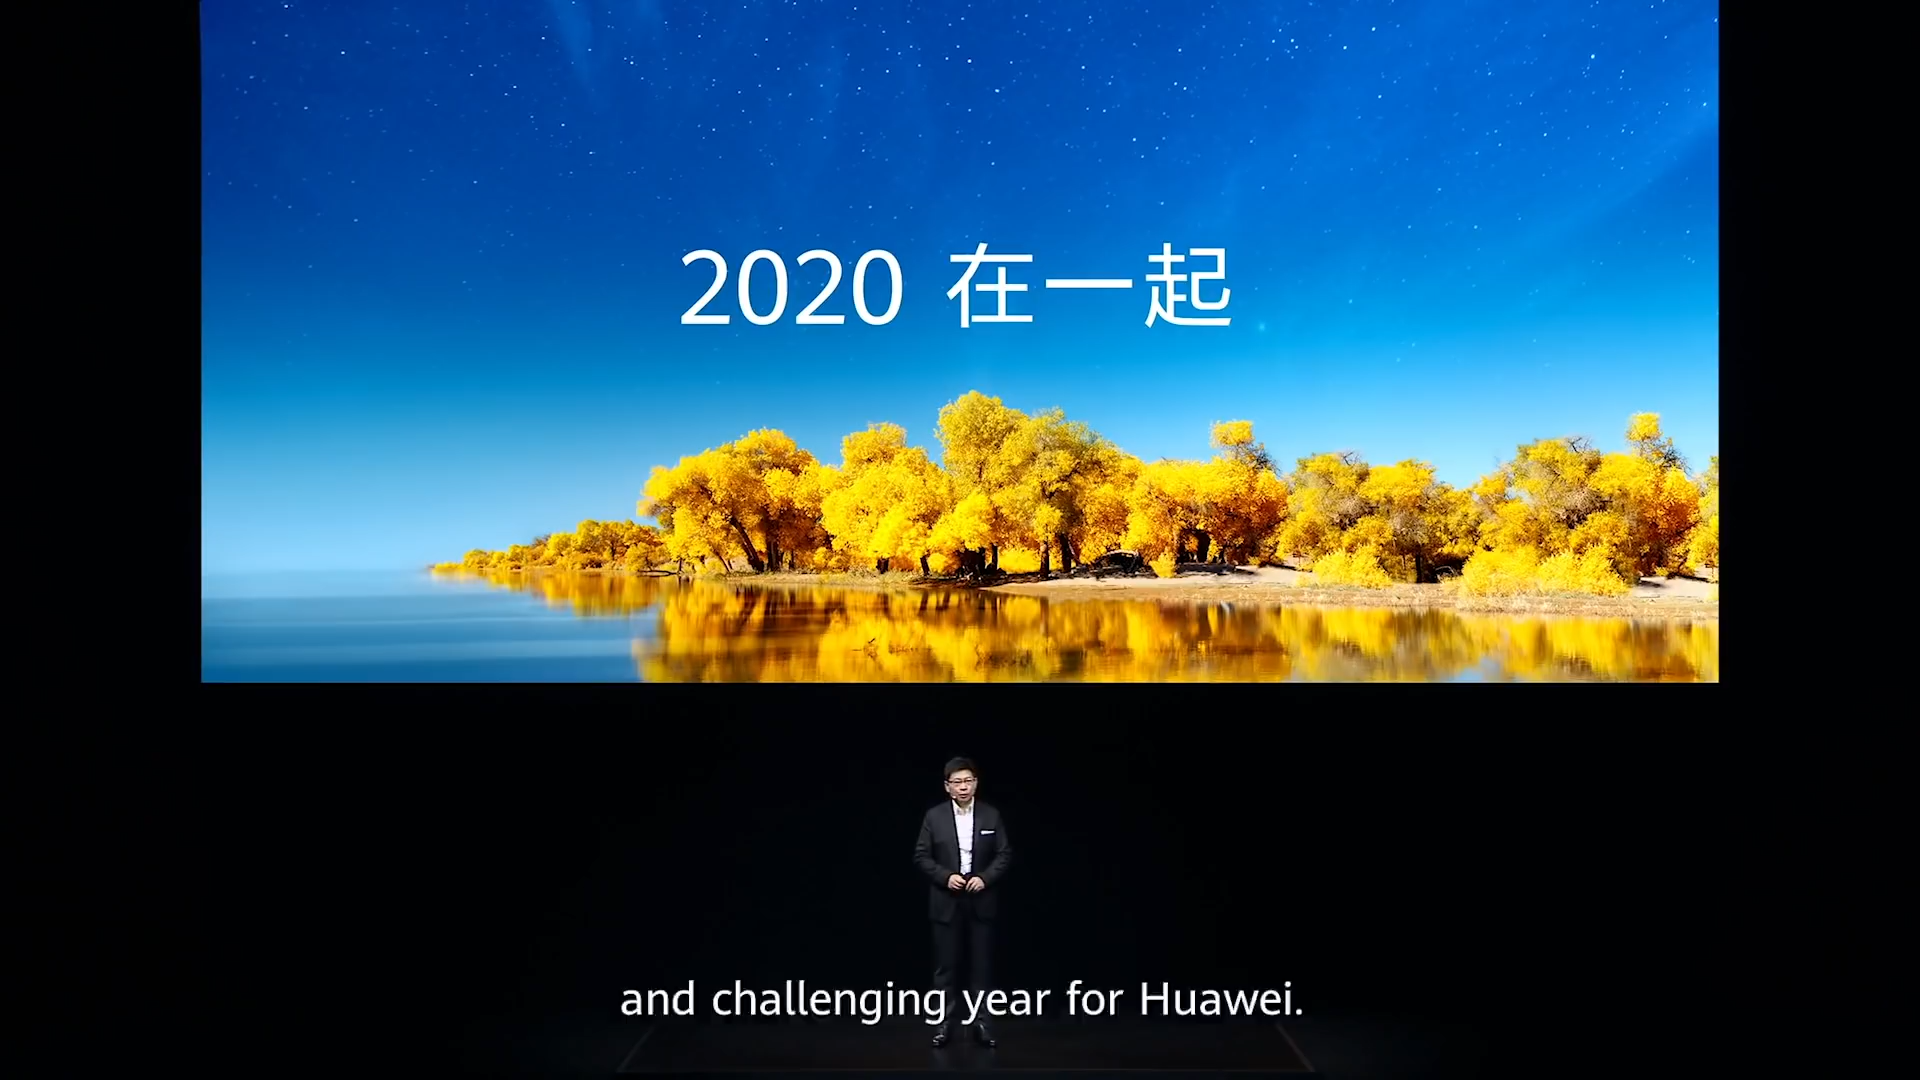 2020 在一起
and challenging year for Huawei.